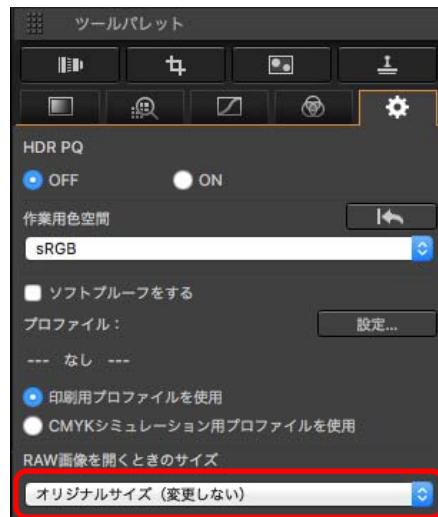 ツールパレット
HDR PQ
OFF ON
作業用色空間
sRGB
ソフトプルーフをする
プロファイル：
設定...
--- なし ---
印刷用プロファイルを使用
CMYKシミュレーション用プロファイルを使用
RAW画像を開くときのサイズ
オリジナルサイズ（変更しない）